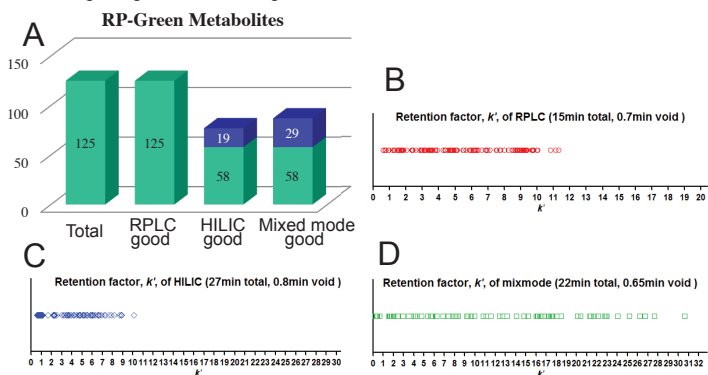 RP-Green Metabolites
A
150
100
50
0
125
125
19
58
29
58
Total
RPLC
good
HILIC
good
Mixed mode
good
B
Retention factor, k', of RPLC (15min total, 0.7min void )
0 1 2 3 4 5 6 7 8 9 10 11 12 13 14 15 16 17 18 19 20
k'
C
Retention factor, k', of HILIC (27min total, 0.8min void )
0 1 2 3 4 5 6 7 8 9 10 11 12 13 14 15 16 17 18 19 20 21 22 23 24 25 26 27 28 29 30
k'
D
Retention factor, k', of mixmode (22min total, 0.65min void )
0 1 2 3 4 5 6 7 8 9 10 11 12 13 14 15 16 17 18 19 20 21 22 23 24 25 26 27 28 29 30 31 32
k'